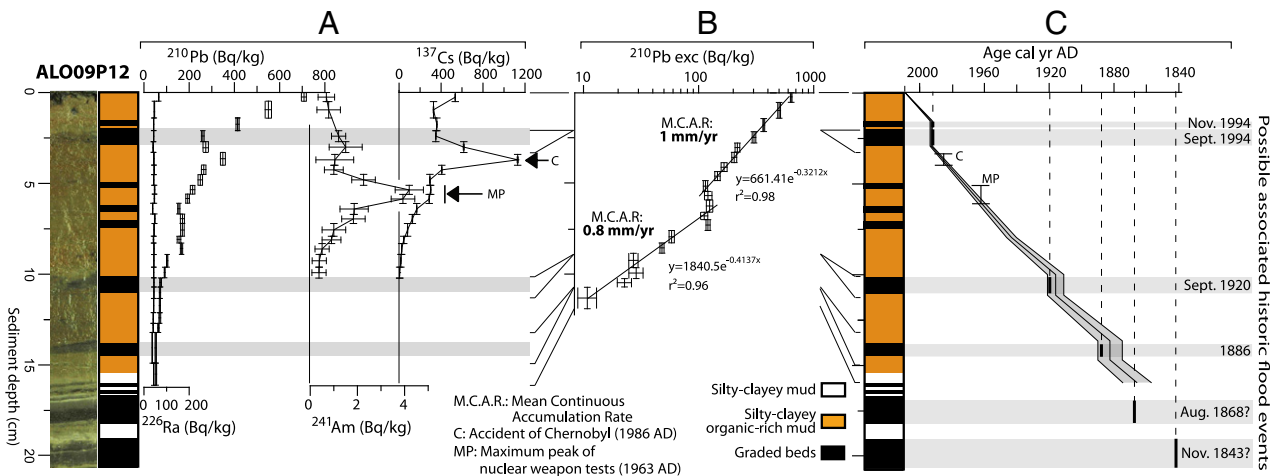 A
B
C
210Pb (Bq/kg)
137Cs (Bq/kg)
210Pb exc (Bq/kg)
Age cal yr AD
ALO09P12
0 200 400 600 800
0 400 800 1200
10 100 1000
2000 1960 1920 1880 1840
0
5
10
15
20
Sediment depth (cm)
C
MP
M.C.A.R:
1 mm/yr
y=661.41e-0.3212x
r²=0.98
M.C.A.R:
0.8 mm/yr
y=1840.5e-0.4137x
r²=0.96
C
MP
Nov. 1994
Sept. 1994
Sept. 1920
1886
Aug. 1868?
Nov. 1843?
Possible associated historic flood events
0 100 200
226Ra (Bq/kg)
0 2 4
241Am (Bq/kg)
M.C.A.R.: Mean Continuous
Accumulation Rate
C: Accident of Chernobyl (1986 AD)
MP: Maximum peak of
nuclear weapon tests (1963 AD)
Silty-clayey mud
Silty-clayey
organic-rich mud
Graded beds